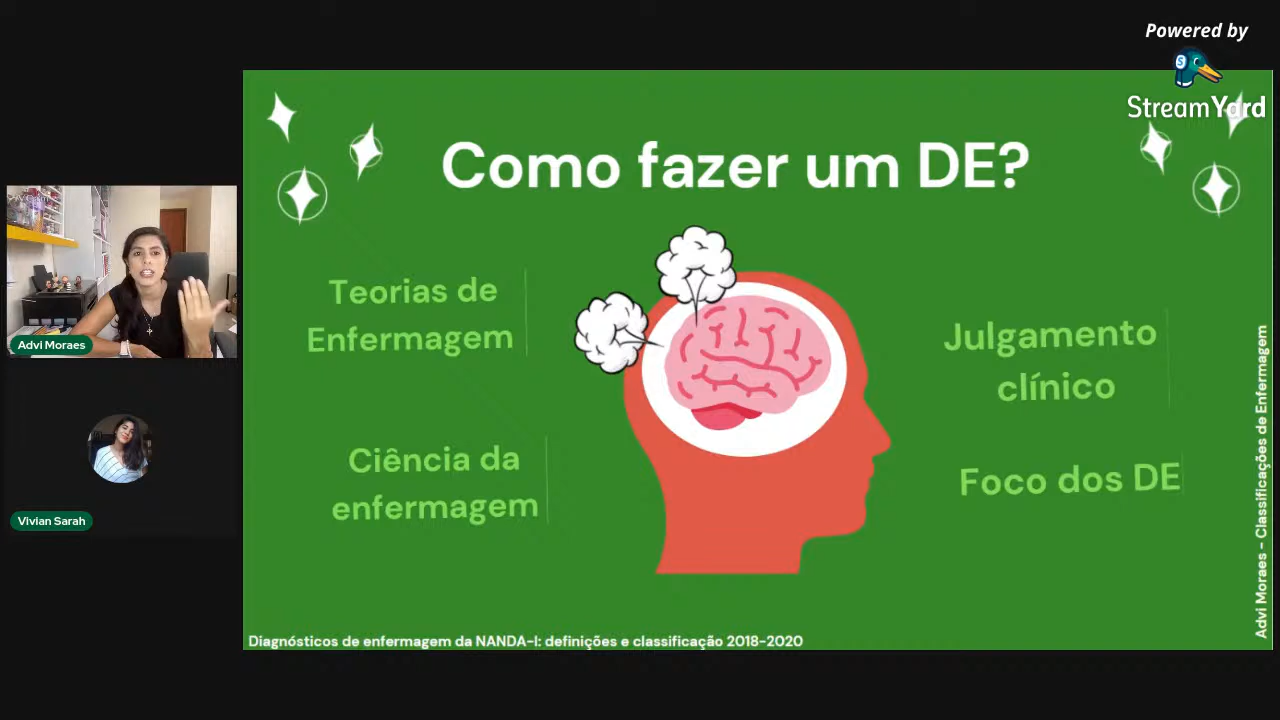 Powered by
StreamYard
Como fazer um DE?
Teorias de
Enfermagem
Ciência da
enfermagem
Julgamento
clínico
Foco dos DE
Advi Moraes
Vivian Sarah
Advi Moraes - Classificações de Enfermagem
Diagnósticos de enfermagem da NANDA-I: definições e classificação 2018-2020